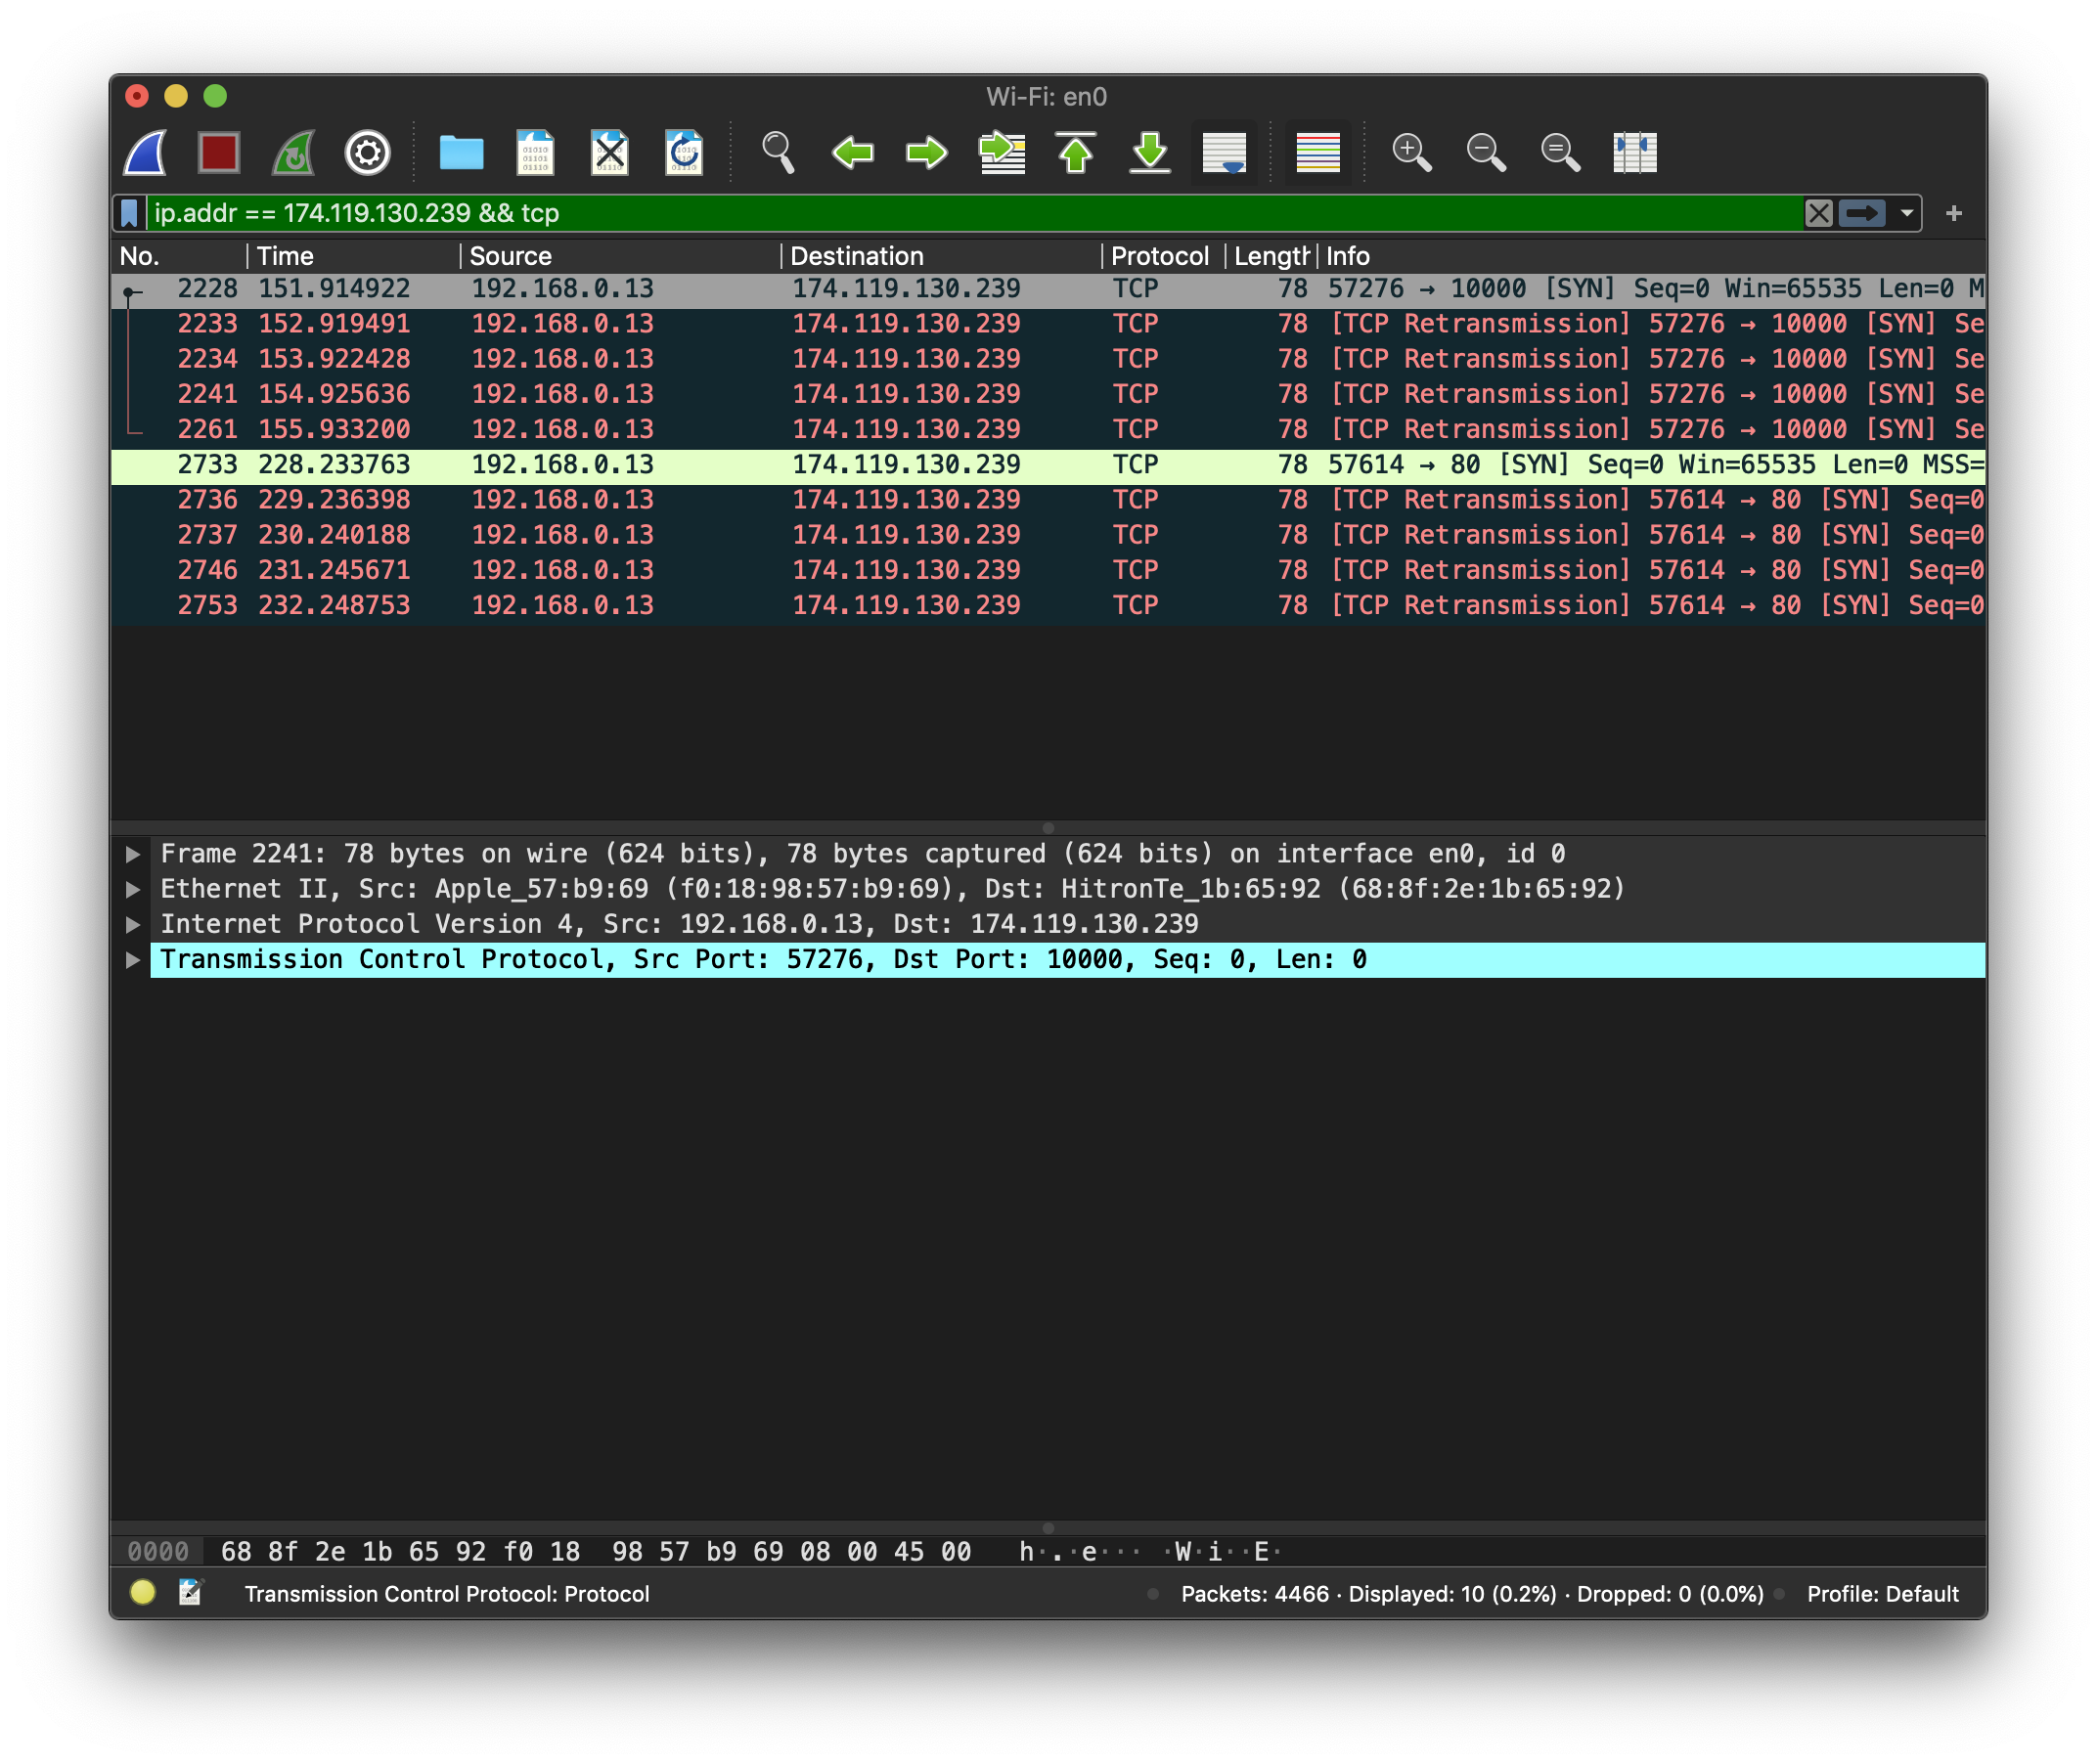 Wi-Fi: en0
ip.addr == 174.119.130.239 && tcp
No. Time Source Destination Protocol Length Info
2228 151.914922 192.168.0.13 174.119.130.239 TCP 78 57276 → 10000 [SYN] Seq=0 Win=65535 Len=0 M
2233 152.919491 192.168.0.13 174.119.130.239 TCP 78 [TCP Retransmission] 57276 → 10000 [SYN] Se
2234 153.922428 192.168.0.13 174.119.130.239 TCP 78 [TCP Retransmission] 57276 → 10000 [SYN] Se
2241 154.925636 192.168.0.13 174.119.130.239 TCP 78 [TCP Retransmission] 57276 → 10000 [SYN] Se
2261 155.933200 192.168.0.13 174.119.130.239 TCP 78 [TCP Retransmission] 57276 → 10000 [SYN] Se
2733 228.233763 192.168.0.13 174.119.130.239 TCP 78 57614 → 80 [SYN] Seq=0 Win=65535 Len=0 MSS=
2736 229.236398 192.168.0.13 174.119.130.239 TCP 78 [TCP Retransmission] 57614 → 80 [SYN] Seq=0
2737 230.240188 192.168.0.13 174.119.130.239 TCP 78 [TCP Retransmission] 57614 → 80 [SYN] Seq=0
2746 231.245671 192.168.0.13 174.119.130.239 TCP 78 [TCP Retransmission] 57614 → 80 [SYN] Seq=0
2753 232.248753 192.168.0.13 174.119.130.239 TCP 78 [TCP Retransmission] 57614 → 80 [SYN] Seq=0
Frame 2241: 78 bytes on wire (624 bits), 78 bytes captured (624 bits) on interface en0, id 0
Ethernet II, Src: Apple_57:b9:69 (f0:18:98:57:b9:69), Dst: HitronTe_1b:65:92 (68:8f:2e:1b:65:92)
Internet Protocol Version 4, Src: 192.168.0.13, Dst: 174.119.130.239
Transmission Control Protocol, Src Port: 57276, Dst Port: 10000, Seq: 0, Len: 0
0000 68 8f 2e 1b 65 92 f0 18 98 57 b9 69 08 00 45 00 h·.·e··· ·W·i··E·
Transmission Control Protocol: Protocol
Packets: 4466 · Displayed: 10 (0.2%) · Dropped: 0 (0.0%)
Profile: Default